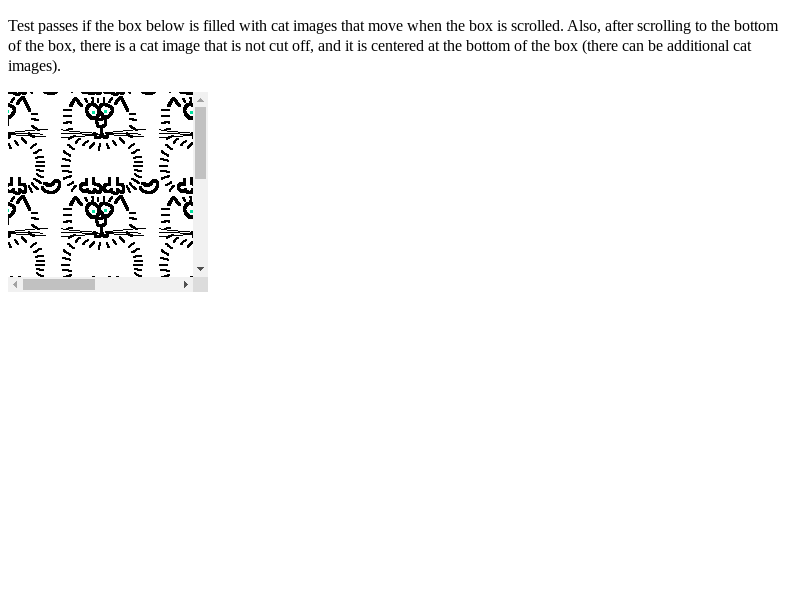 Test passes if the box below is filled with cat images that move when the box is scrolled. Also, after scrolling to the bottom
of the box, there is a cat image that is not cut off, and it is centered at the bottom of the box (there can be additional cat
images).